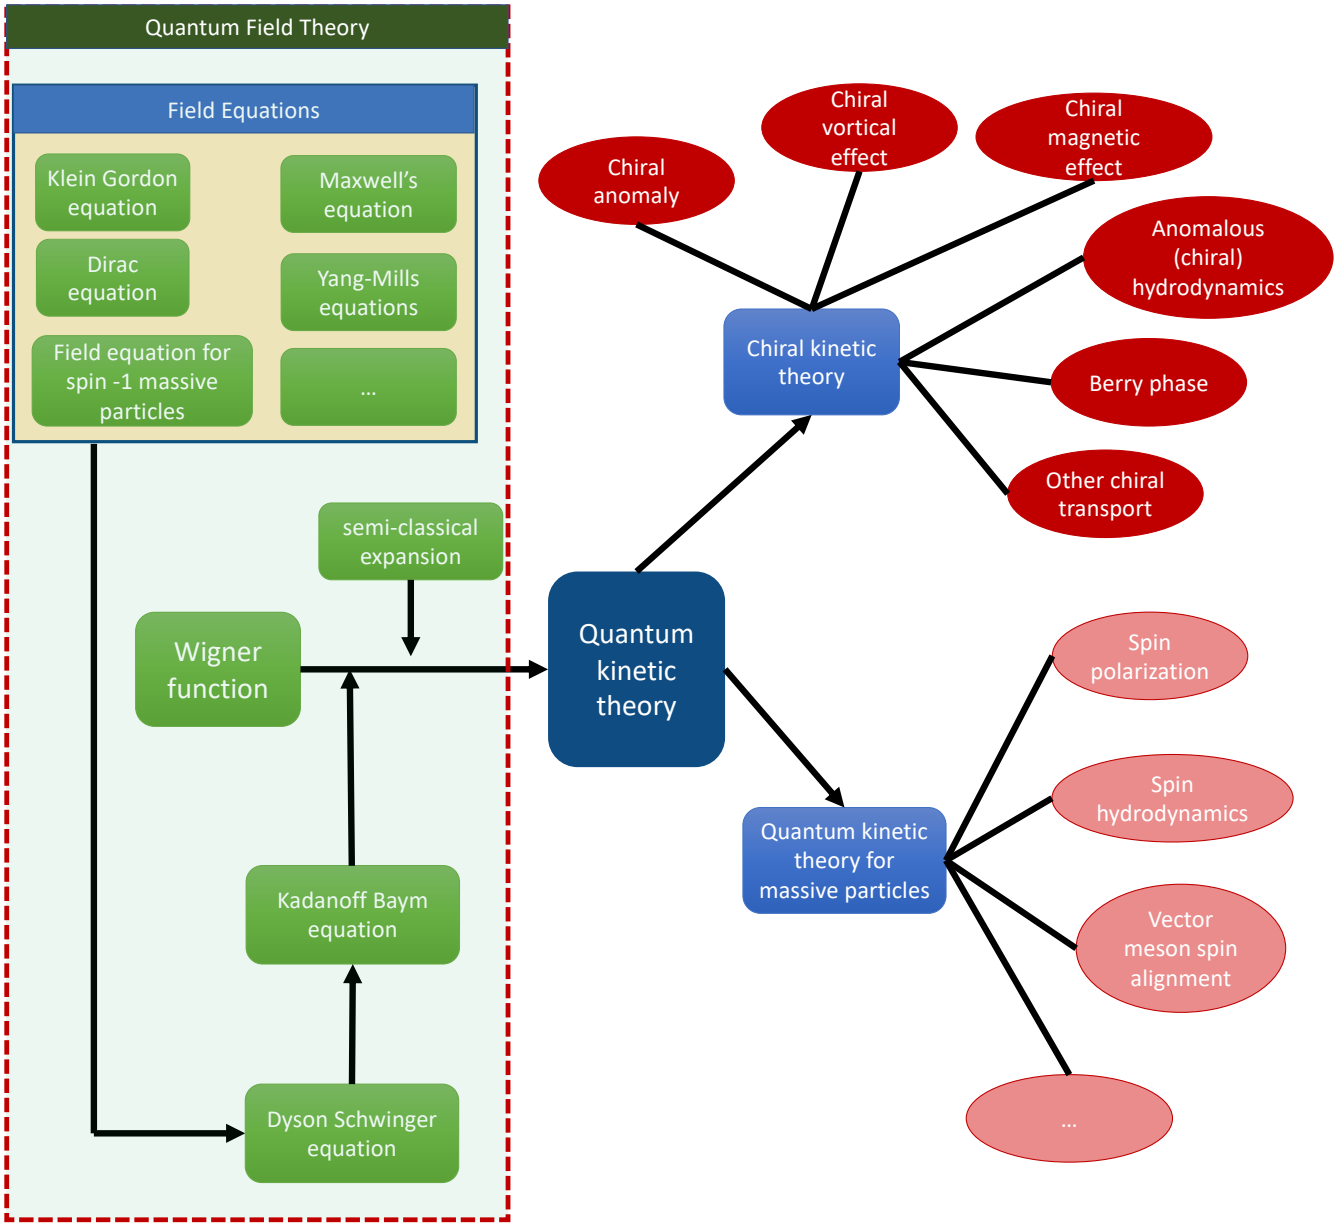 Quantum Field Theory
Field Equations
Klein Gordon
equation
Maxwell’s
equation
Dirac
equation
Yang-Mills
equations
Field equation for
spin -1 massive
particles
...
semi-classical
expansion
Wigner
function
Kadanoff Baym
equation
Dyson Schwinger
equation
Quantum
kinetic
theory
Chiral kinetic
theory
Chiral
anomaly
Chiral
vortical
effect
Chiral
magnetic
effect
Anomalous
(chiral)
hydrodynamics
Berry phase
Other chiral
transport
Quantum kinetic
theory for
massive particles
Spin
polarization
Spin
hydrodynamics
Vector
meson spin
alignment
...